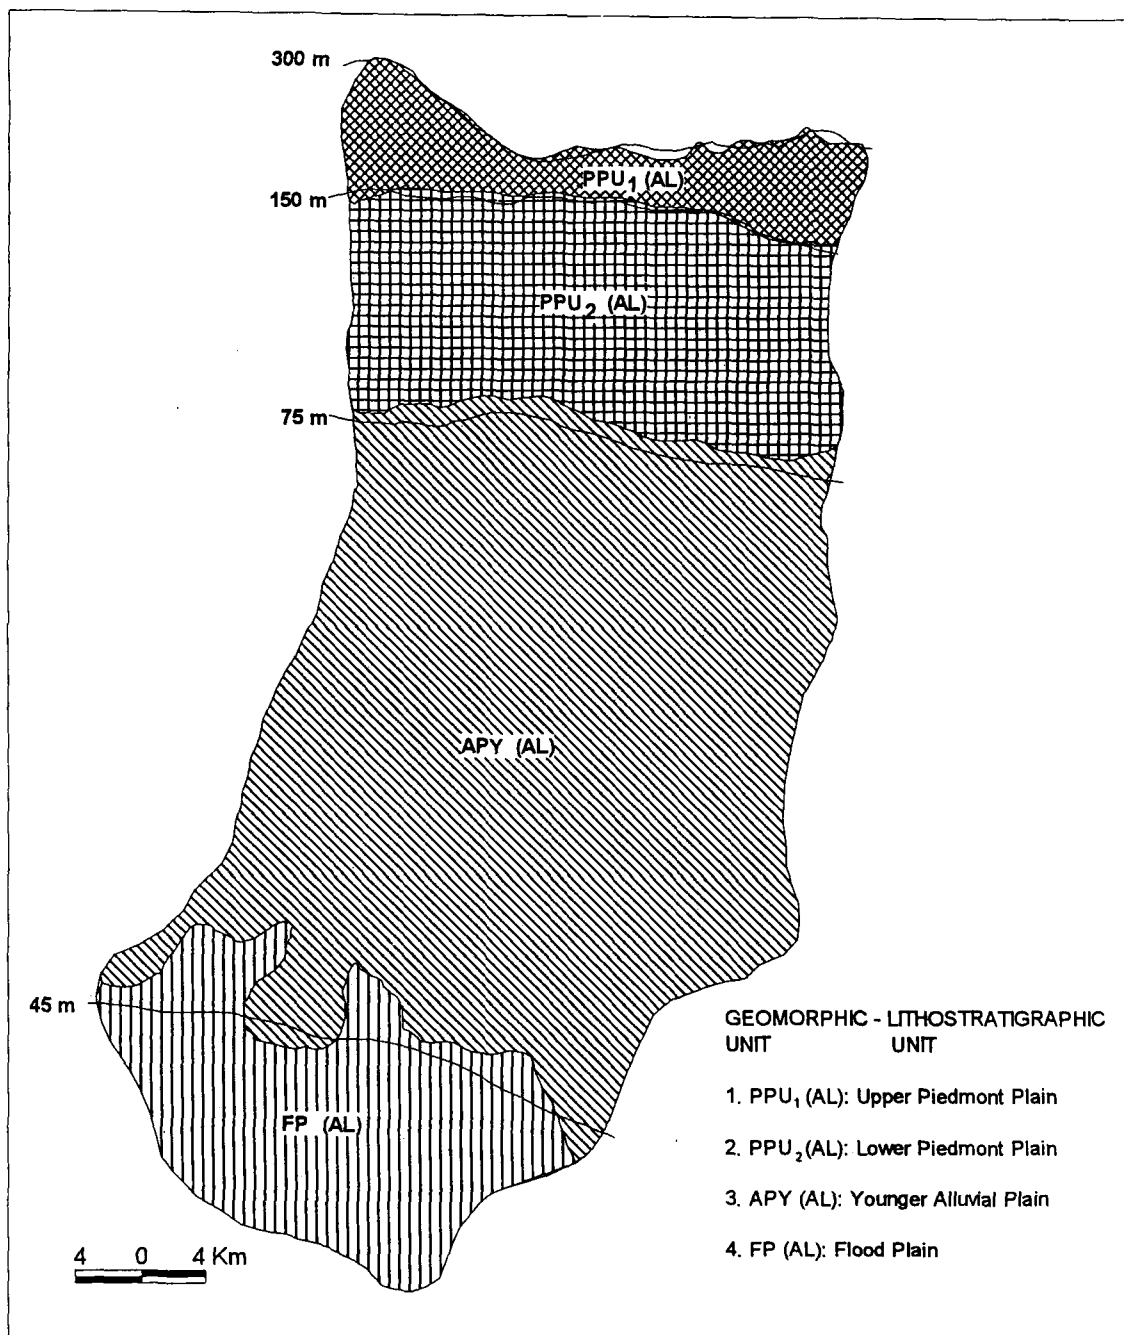 300 m
PPU1 (AL)
150 m
PPU2 (AL)
75 m
APY (AL)
45 m
FP (AL)
GEOMORPHIC - LITHOSTRATIGRAPHIC
UNIT UNIT
1. PPU1 (AL): Upper Piedmont Plain
2. PPU2 (AL): Lower Piedmont Plain
3. APY (AL): Younger Alluvial Plain
4. FP (AL): Flood Plain
4 0 4 Km